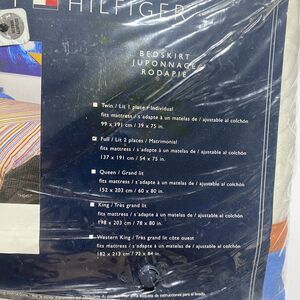 HILFIGER
BEDSKIRT
JUPONNAGE
RODAPIÉ
Twin / Lit 1 place / Individual
fits mattress / s'adapte à un matelas de / ajustable al colchón
99 x 191 cm / 39 x 75 in.
Full / Lit 2 places / Matrimonial
fits mattress / s'adapte à un matelas de / ajustable al colchón
137 x 191 cm / 54 x 75 in.
Queen / Grand lit
fits mattress / s'adapte à un matelas de / ajustable al colchón
152 x 203 cm / 60 x 80 in.
King / Très grand lit
fits mattress / s'adapte à un matelas de / ajustable al colchón
198 x 203 cm / 78 x 80 in.
Western King / Très grand lit côte ouest
fits mattress / s'adapte à un matelas de / ajustable al colchón
182 x 213 cm / 72 x 84 in.